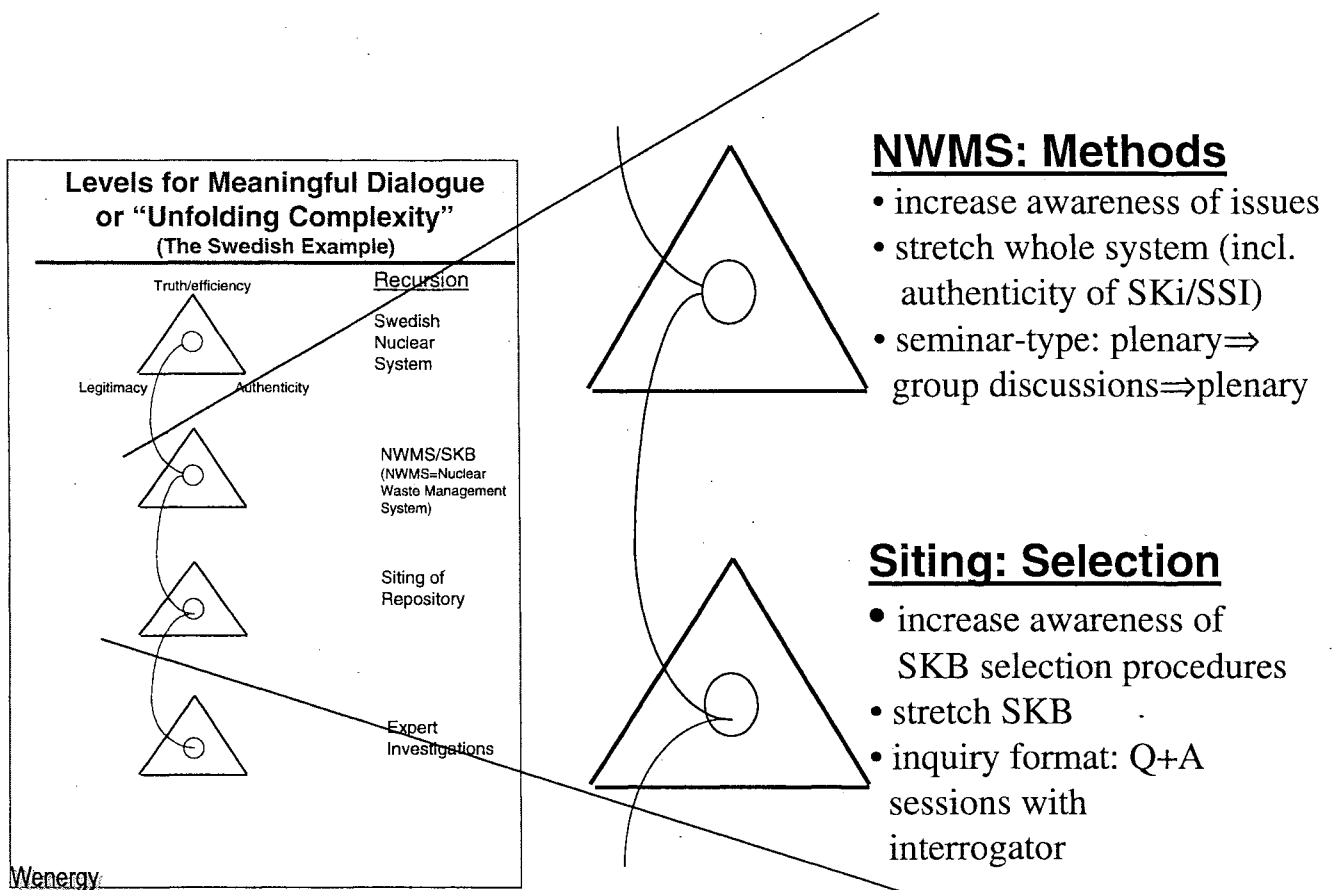 Levels for Meaningful Dialogue
or “Unfolding Complexity”
(The Swedish Example)
Truth/efficiency
Recursion
Swedish
Nuclear
System
Legitimacy
Authenticity
NWMS/SKB
(NWMS=Nuclear
Waste Management
System)
Siting of
Repository
Expert
Investigations
Wenergy
NWMS: Methods
• increase awareness of issues
• stretch whole system (incl.
authenticity of SKi/SSI)
• seminar-type: plenary⇒
group discussions⇒plenary
Siting: Selection
• increase awareness of
SKB selection procedures
• stretch SKB
• inquiry format: Q+A
sessions with
interrogator